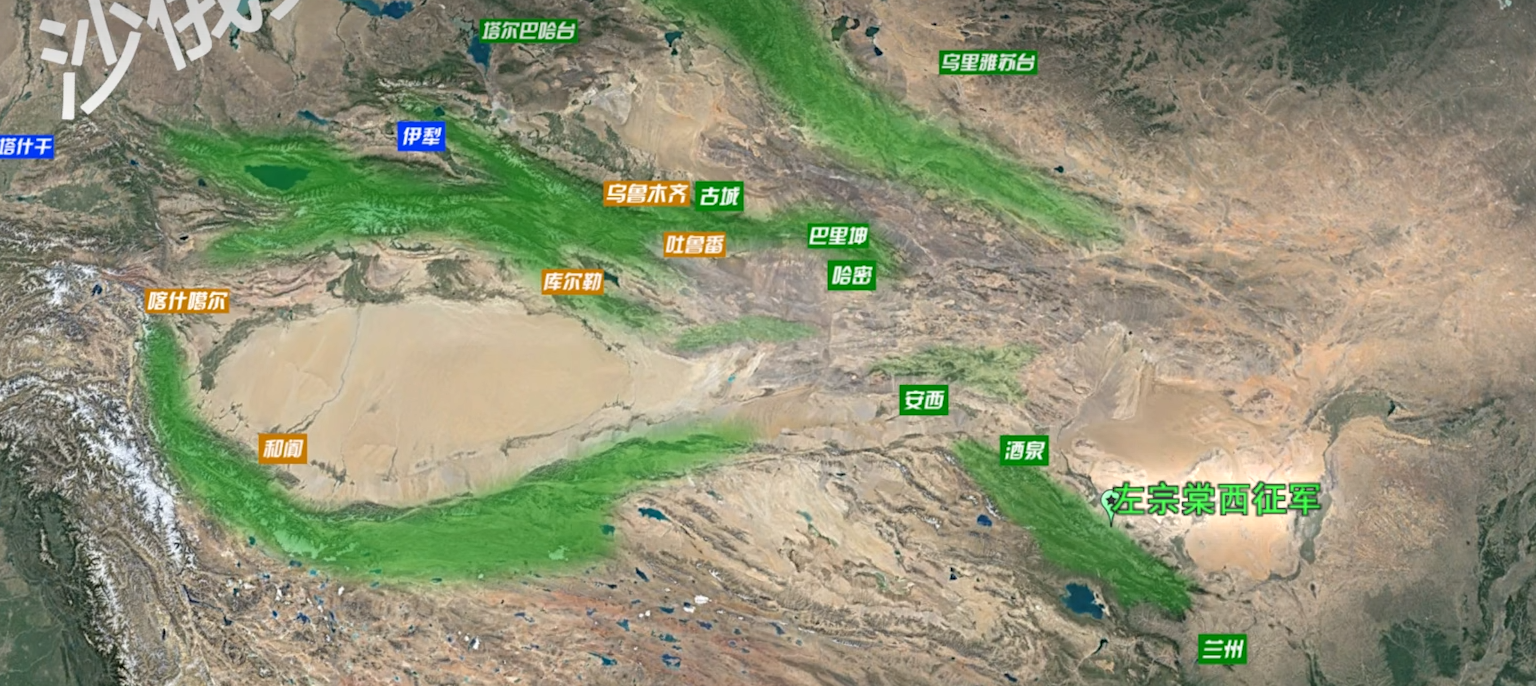 沙俄
塔尔巴哈台
乌里雅苏台
伊犁
塔什干
乌鲁木齐
古城
巴里坤
吐鲁番
哈密
库尔勒
喀什噶尔
安西
和阗
酒泉
左宗棠西征军
兰州